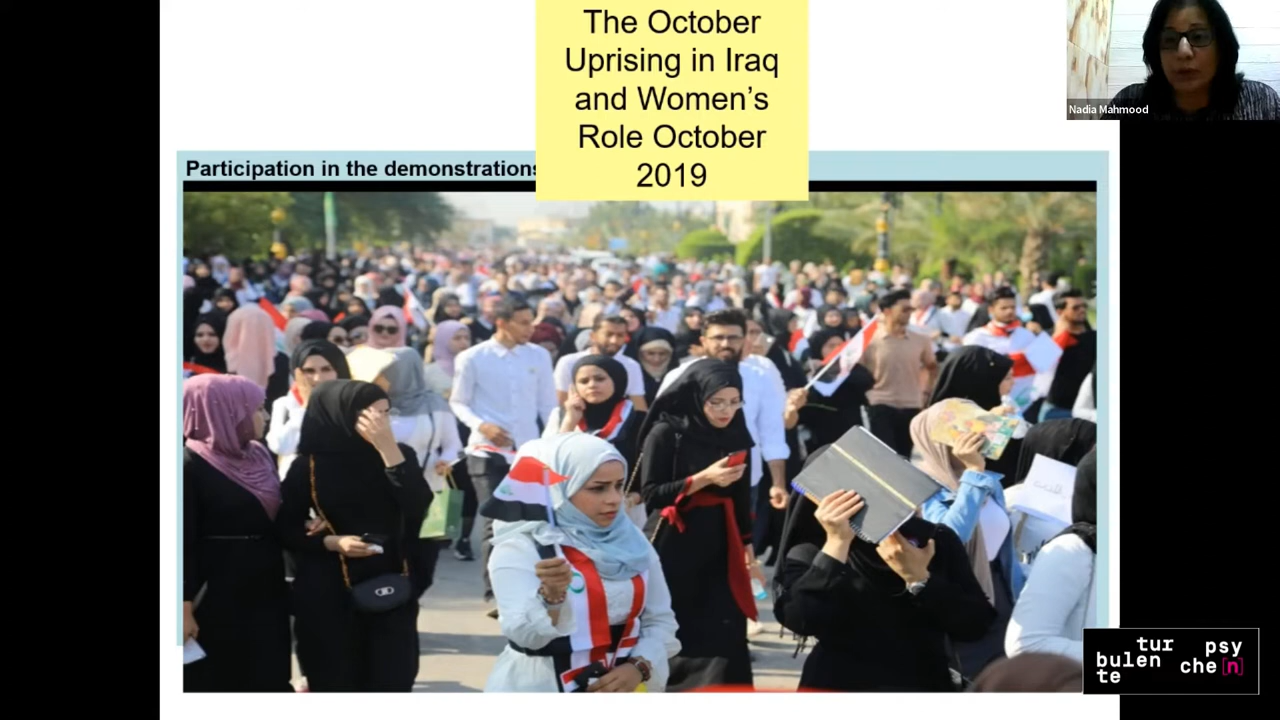 The October
Uprising in Iraq
and Women's
Role October
2019
Nadia Mahmood
Participation in the demonstrations
tur
bulen
te
psy
che[n]